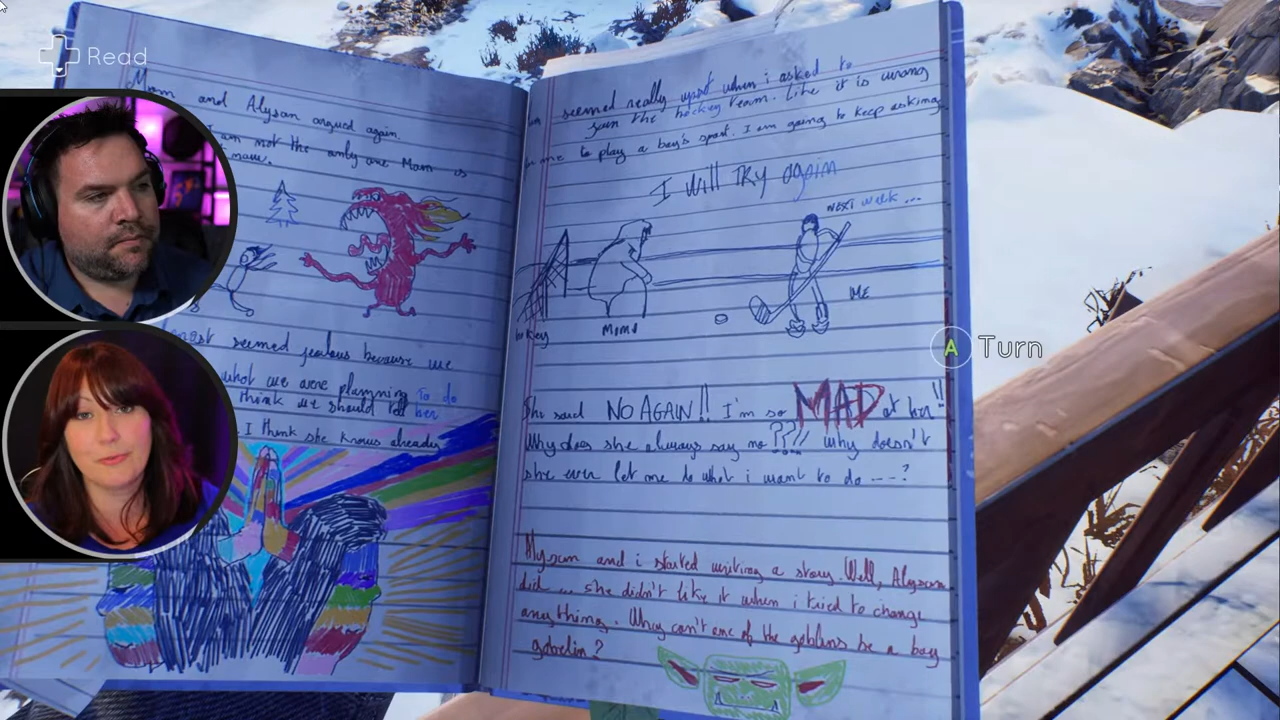 Read
Mom and Alyson argued again.
am not the only one Mom is
now.
seemed jealous because we
what we were planning to do
think we should tell her
I think she knows already
seemed really upset when i asked to
join the hockey team. Like it is wrong
me to play a boy's sport. I am going to keep asking
I will TRY again
NEXT week ...
ME
MOMS
She said NO AGAIN!! I'm so MAD at her!!
Why does she always say no ??!! Why doesn't
she ever let me do what i want to do ---?
Alyson and i started writing a story. Well, Alyson
did ... she didn't like it when i tried to change
anything. Why can't one of the goblins be a boy
gobelin?
A Turn